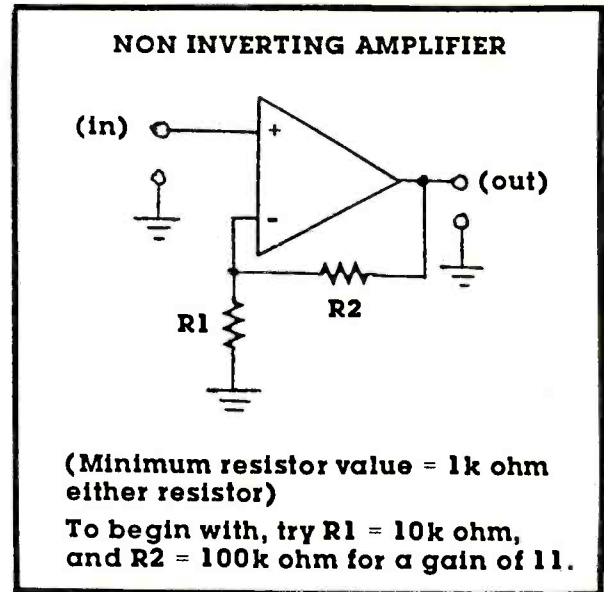 NON INVERTING AMPLIFIER
(in)
+
(out)
-
R2
R1
(Minimum resistor value = 1k ohm
either resistor)
To begin with, try R1 = 10k ohm,
and R2 = 100k ohm for a gain of 11.